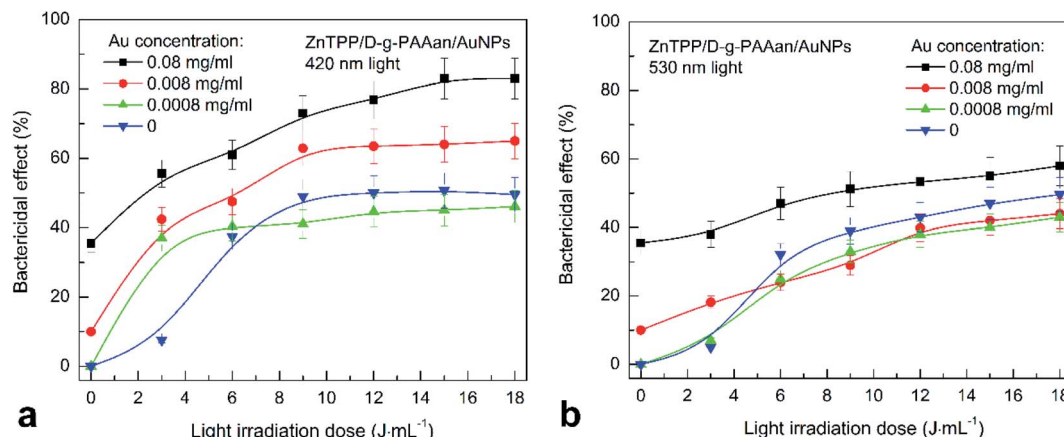 Au concentration:
0.08 mg/ml
0.008 mg/ml
0.0008 mg/ml
0
ZnTPP/D-g-PAAan/AuNPs
420 nm light
Bactericidal effect (%)
100
80
60
40
20
0
0 2 4 6 8 10 12 14 16 18
Light irradiation dose (J·mL⁻¹)
a
ZnTPP/D-g-PAAan/AuNPs
530 nm light
Au concentration:
0.08 mg/ml
0.008 mg/ml
0.0008 mg/ml
0
Bactericidal effect (%)
100
80
60
40
20
0
0 2 4 6 8 10 12 14 16 18
Light irradiation dose (J·mL⁻¹)
b